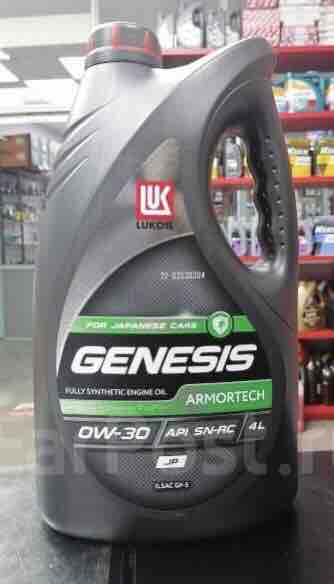 LUK
LUKOIL
FOR JAPANESE CARS
GENESIS
FULLY SYNTHETIC ENGINE OIL
ARMORTECH
0W-30
API SN-RC
4L
JP
ILSAC GF-5